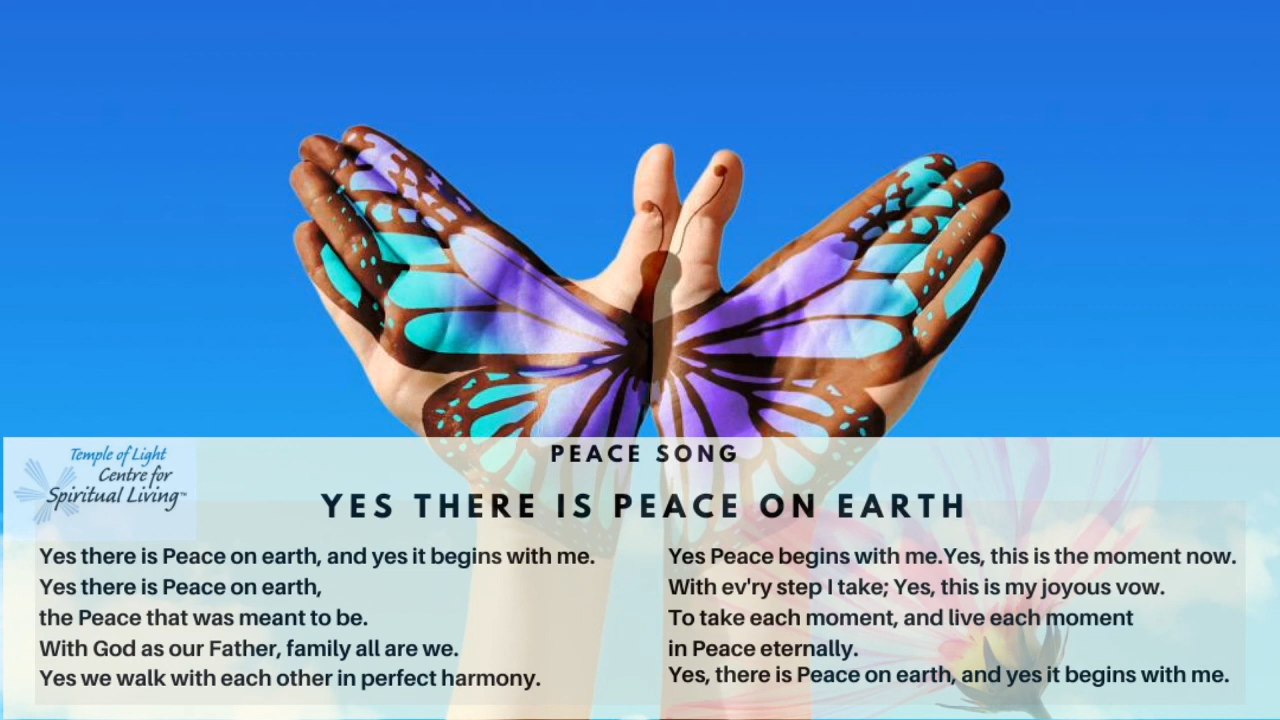 Temple of Light
Centre for
Spiritual Living™
PEACE SONG
YES THERE IS PEACE ON EARTH
Yes there is Peace on earth, and yes it begins with me.
Yes there is Peace on earth,
the Peace that was meant to be.
With God as our Father, family all are we.
Yes we walk with each other in perfect harmony.
Yes Peace begins with me.Yes, this is the moment now.
With ev'ry step I take; Yes, this is my joyous vow.
To take each moment, and live each moment
in Peace eternally.
Yes, there is Peace on earth, and yes it begins with me.